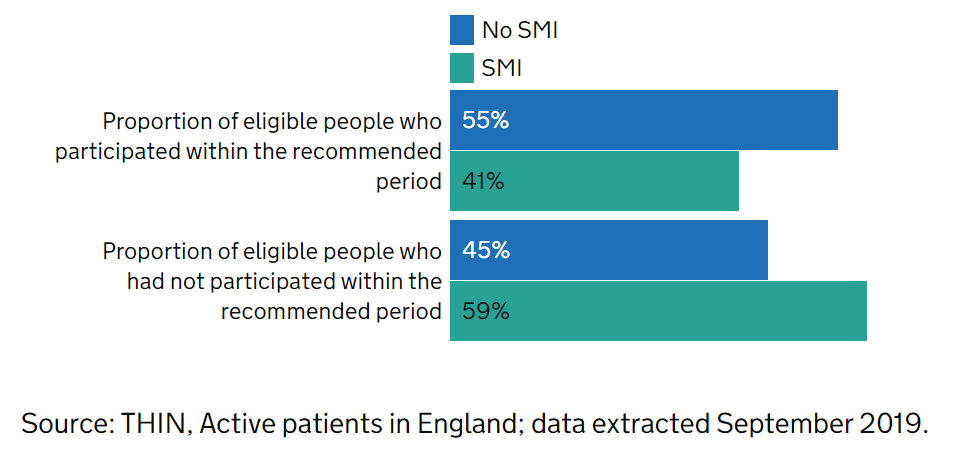 No SMI
SMI
Proportion of eligible people who
participated within the recommended
period
55%
41%
Proportion of eligible people who
had not participated within the
recommended period
45%
59%
Source: THIN, Active patients in England; data extracted September 2019.